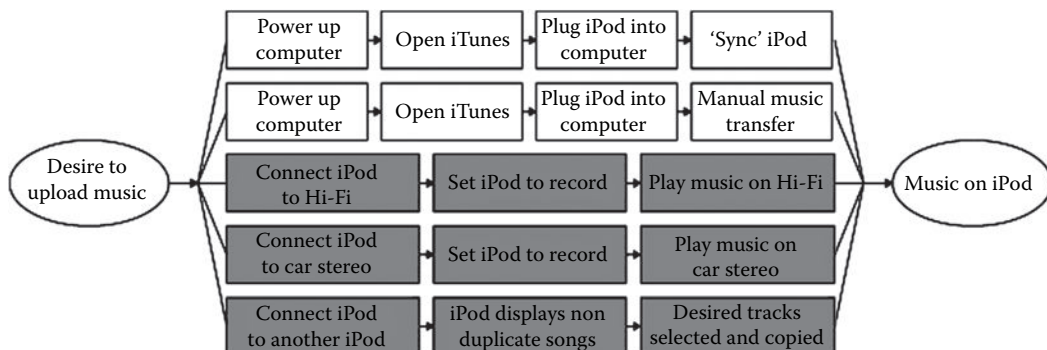 Power up
computer
Open iTunes
Plug iPod into
computer
‘Sync’ iPod
Power up
computer
Open iTunes
Plug iPod into
computer
Manual music
transfer
Desire to
upload music
Connect iPod
to Hi-Fi
Set iPod to record
Play music on Hi-Fi
Music on iPod
Connect iPod
to car stereo
Set iPod to record
Play music on
car stereo
Connect iPod
to another iPod
iPod displays non
duplicate songs
Desired tracks
selected and copied